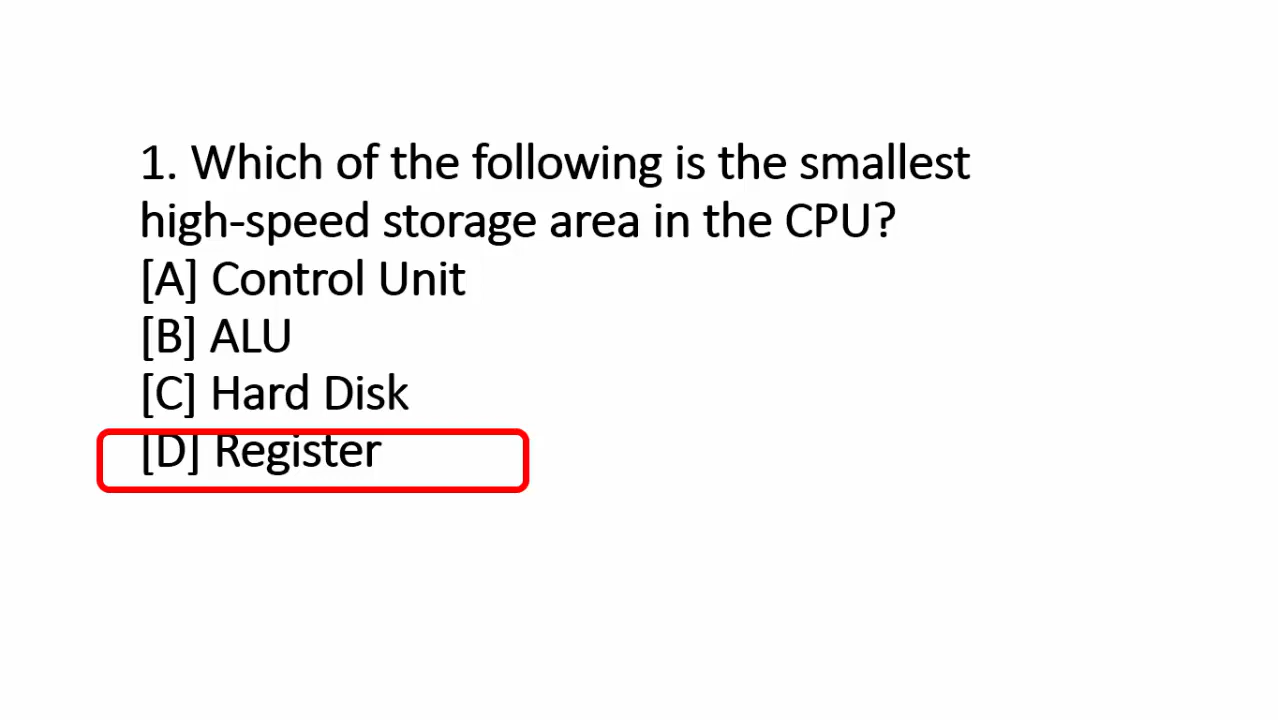 1. Which of the following is the smallest
high-speed storage area in the CPU?
[A] Control Unit
[B] ALU
[C] Hard Disk
[D] Register